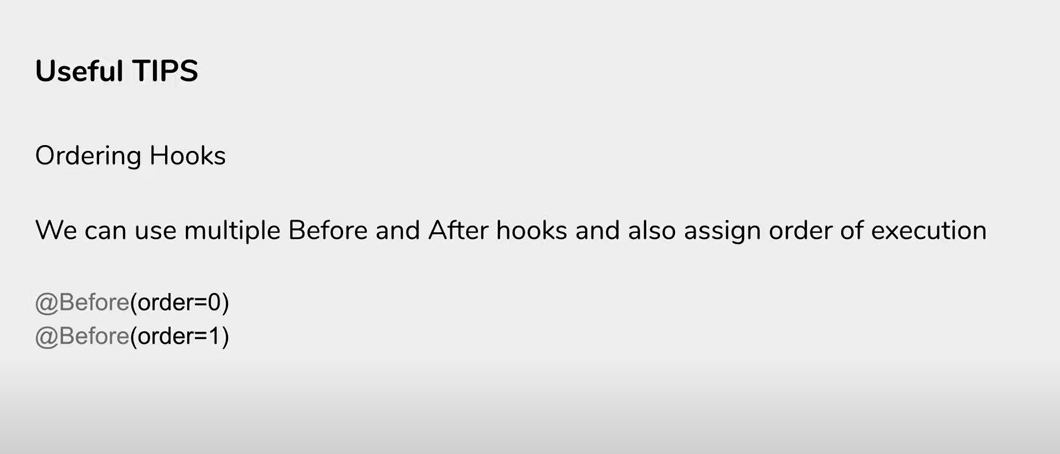 Useful TIPS
Ordering Hooks
We can use multiple Before and After hooks and also assign order of execution
@Before(order=0)
@Before(order=1)